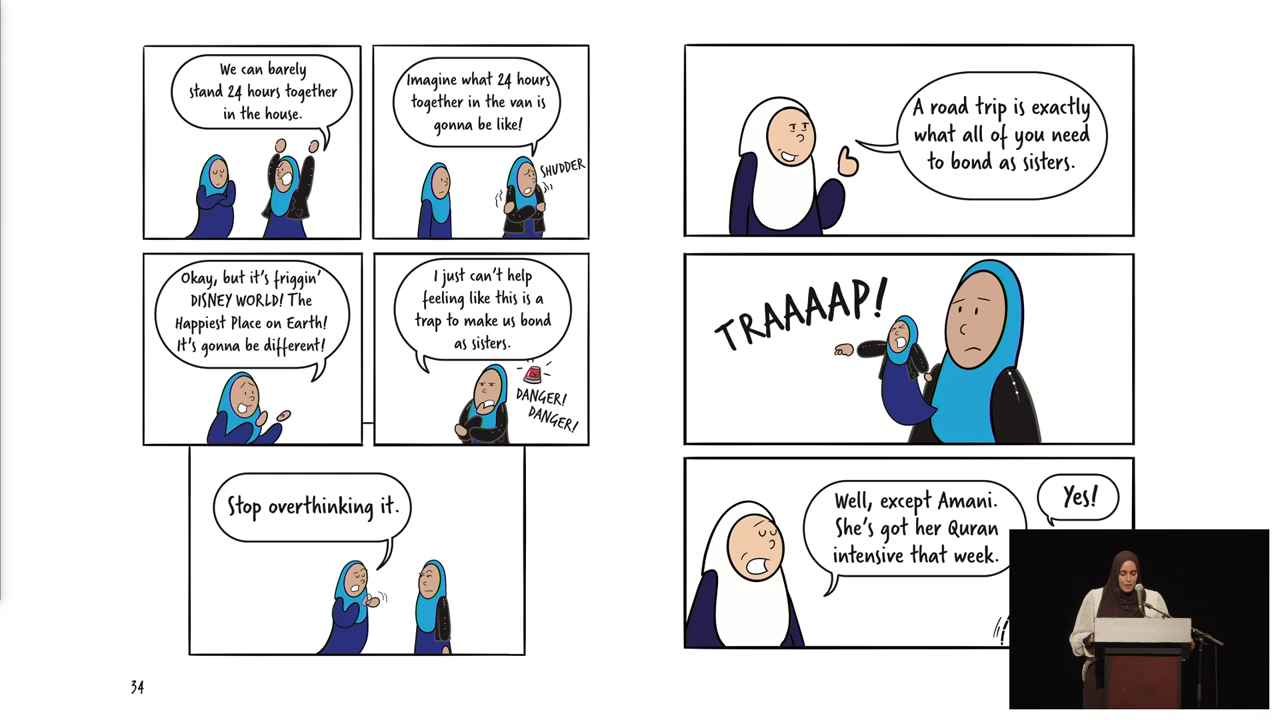 We can barely
stand 24 hours together
in the house.
Imagine what 24 hours
together in the van is
gonna be like!
SHUDDER
Okay, but it's friggin'
DISNEY WORLD! The
Happiest Place on Earth!
It's gonna be different!
I just can't help
feeling like this is a
trap to make us bond
as sisters.
DANGER!
DANGER!
Stop overthinking it.
34
A road trip is exactly
what all of you need
to bond as sisters.
TRAAAAP!
Well, except Amani.
She's got her Quran
intensive that week.
Yes!